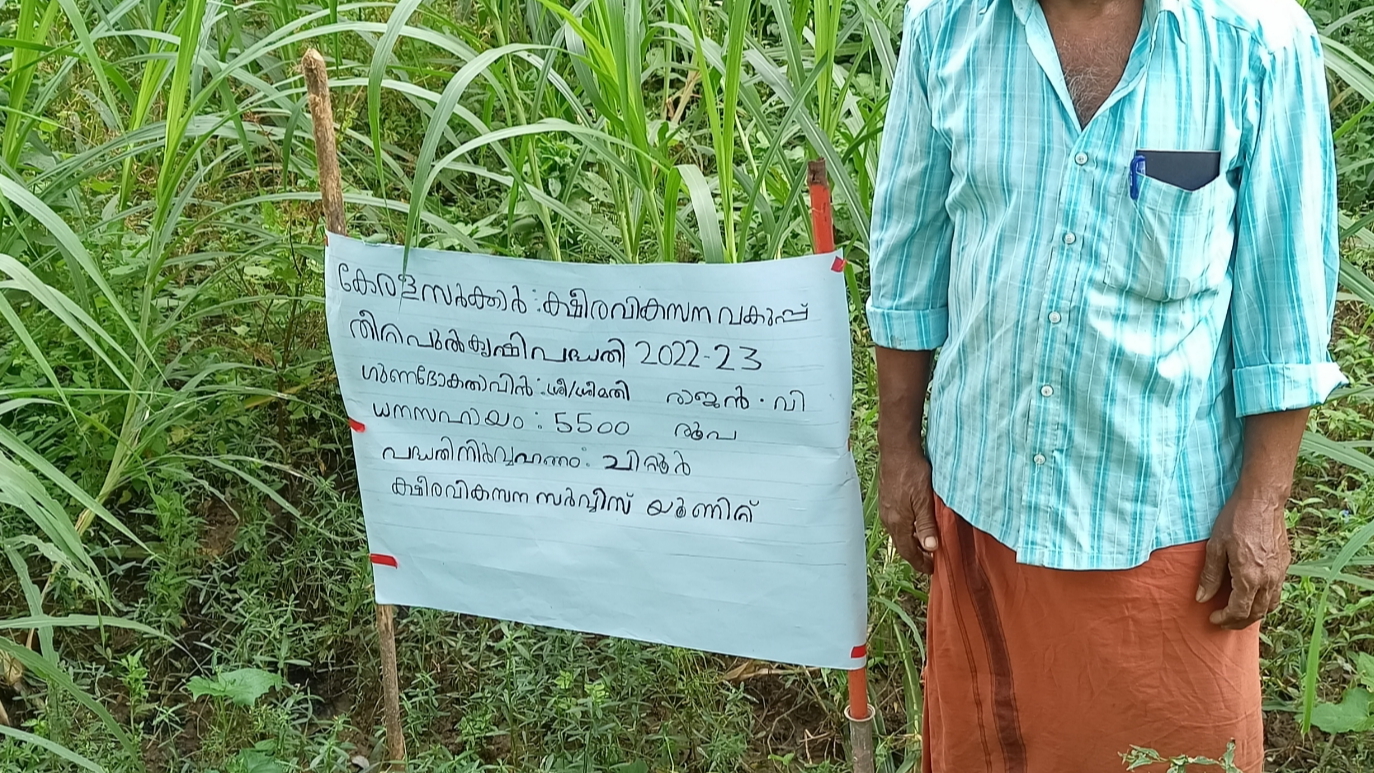 കേരളസർക്കാർ : ക്ഷീരവികസന വകുപ്പ്
തീറ്റപുൽകൃഷി പദ്ധതി 2022-23
ഗുണഭോക്താവിൻ : ശ്രീ/ശ്രീമതി രാജൻ . വി
ധനസഹായം : 5500 രൂപ
പദ്ധതി നിർവ്വഹണം : ചിറ്റൂർ
ക്ഷീരവികസന സർവ്വീസ് യൂണിറ്റ്